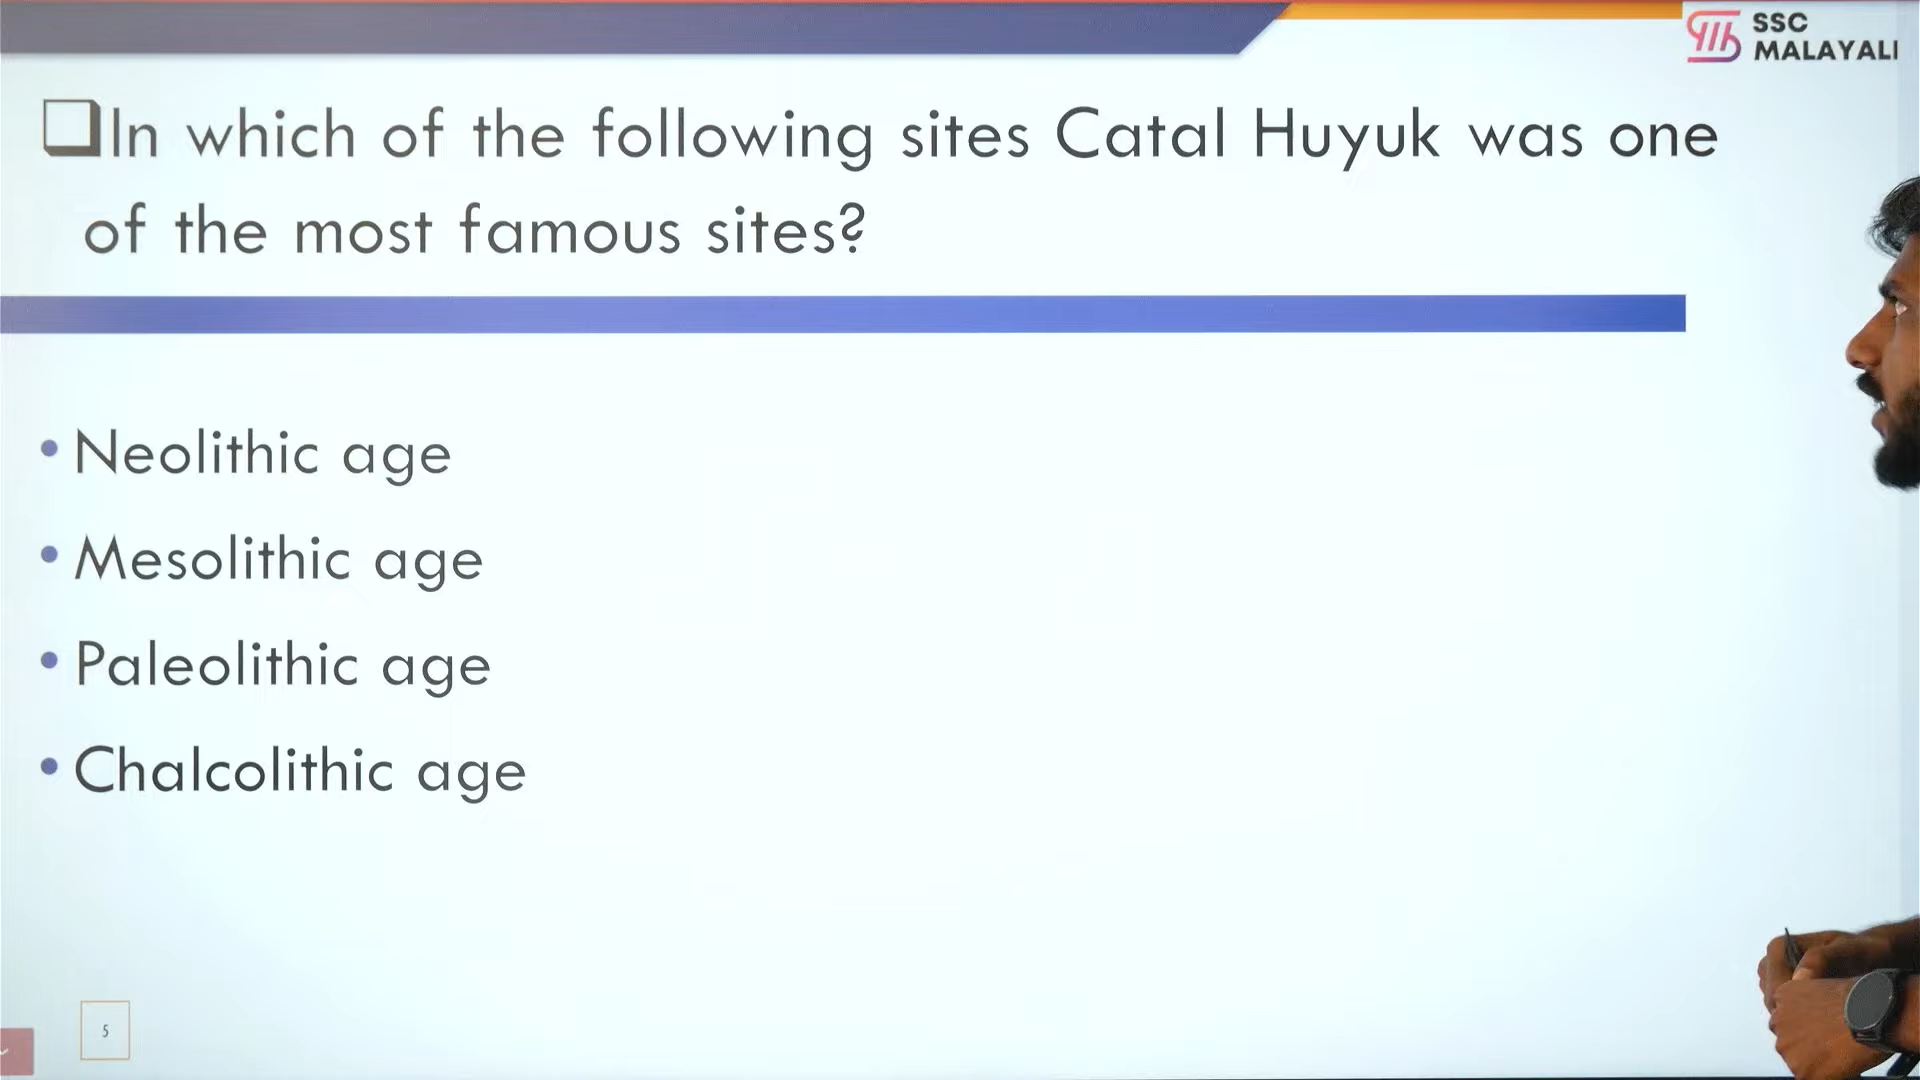 SSC
MALAYALI
In which of the following sites Catal Huyuk was one
of the most famous sites?
• Neolithic age
• Mesolithic age
• Paleolithic age
• Chalcolithic age
5